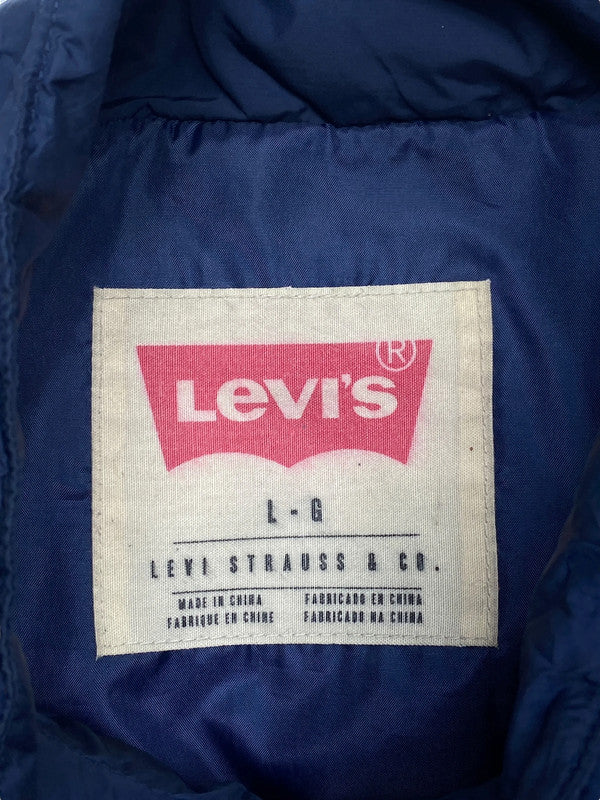 Levi's®
L - G
LEVI STRAUSS & CO.
MADE IN CHINA FABRICADO EN CHINA
FABRIQUE EN CHINE FABRICADO NA CHINA